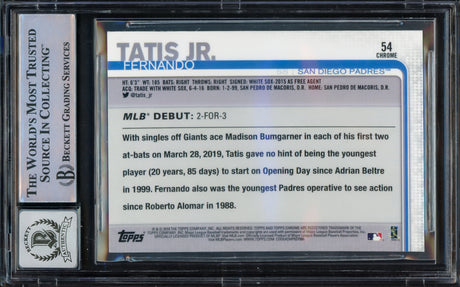 THE WORLD'S MOST TRUSTED
SOURCE IN COLLECTING™
BECKETT GRADING SERVICES
BECKETT
AUTHENTIC
TATIS JR.
FERNANDO
54
CHROME
SAN DIEGO PADRES™
HT: 6'3" WT: 185 BATS: RIGHT THROWS: RIGHT SIGNED: WHITE SOX-2015 AS FREE AGENT
ACQ: TRADE WITH WHITE SOX, 6-4-16 BORN: 1-2-99, SAN PEDRO DE MACORIS, D.R. HOME: SAN PEDRO DE MACORIS, D.R.
@tatis_jr
MLB® DEBUT: 2-FOR-3
With singles off Giants ace Madison Bumgarner in each of his first two
at-bats on March 28, 2019, Tatis gave no hint of being the youngest
player (20 years, 85 days) to start on Opening Day since Adrian Beltre
in 1999. Fernando also was the youngest Padres operative to see action
since Roberto Alomar in 1988.
Topps